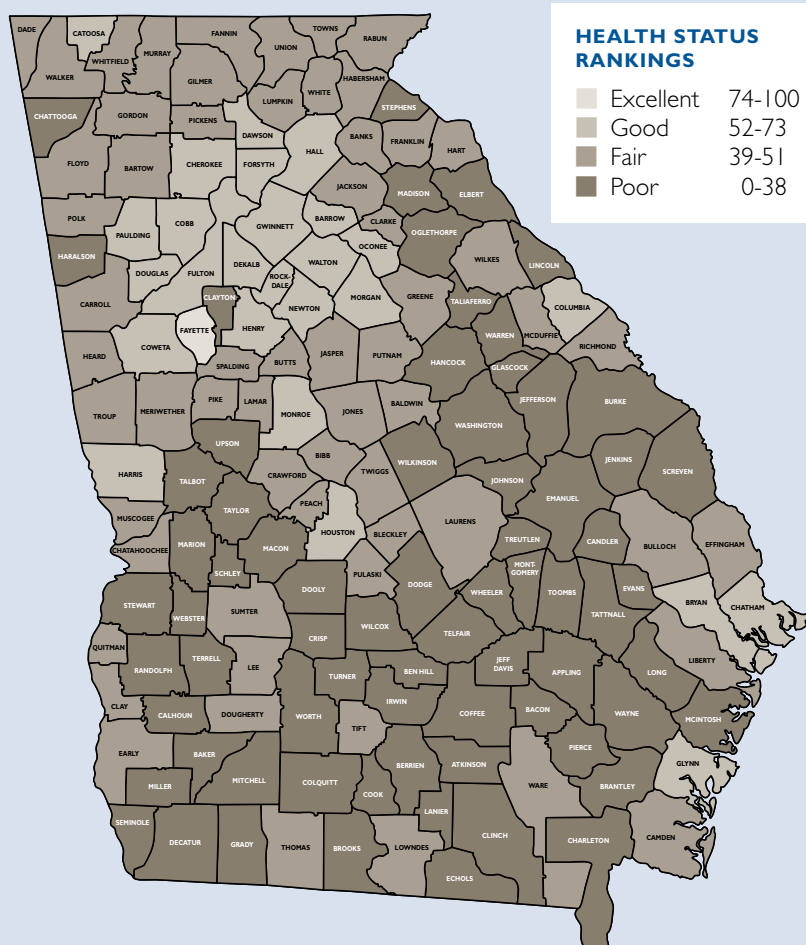 HEALTH STATUS
RANKINGS
Excellent 74-100
Good 52-73
Fair 39-51
Poor 0-38
DADE
CATOOSA
FANNIN
TOWNS
RABUN
UNION
MURRAY
WHITFIELD
WALKER
GILMER
HABERSHAM
WHITE
LUMPKIN
STEPHENS
CHATTOOGA
GORDON
PICKENS
DAWSON
BANKS
FRANKLIN
HART
HALL
FLOYD
BARTOW
CHEROKEE
FORSYTH
JACKSON
MADISON
ELBERT
POLK
COBB
GWINNETT
BARROW
CLARKE
PAULDING
OGLETHORPE
OCONEE
HARALSON
DOUGLAS
FULTON
DEKALB
WALTON
WILKES
LINCOLN
ROCK-
DALE
CLAYTON
MORGAN
GREENE
TALIAFERRO
CARROLL
NEWTON
COLUMBIA
FAYETTE
HENRY
WARREN
MCDUFFIE
RICHMOND
HEARD
COWETA
SPALDING
BUTTS
JASPER
PUTNAM
HANCOCK
GLASCOCK
PIKE
LAMAR
JEFFERSON
BURKE
TROUP
MERIWETHER
MONROE
JONES
BALDWIN
WASHINGTON
UPSON
BIBB
WILKINSON
JENKINS
SCREVEN
HARRIS
TALBOT
CRAWFORD
TWIGGS
JOHNSON
EMANUEL
PEACH
TAYLOR
MUSCOGEE
LAURENS
HOUSTON
BLECKLEY
TREUTLEN
CANDLER
BULLOCH
EFFINGHAM
CHATAHOOCHEE
MARION
MACON
SCHLEY
PULASKI
DODGE
MONT-
GOMERY
DOOLY
WHEELER
TOOMBS
EVANS
BRYAN
CHATHAM
STEWART
WEBSTER
SUMTER
TATTNALL
WILCOX
CRISP
TELFAIR
QUITMAN
RANDOLPH
TERRELL
LEE
LIBERTY
TURNER
BEN HILL
JEFF
DAVIS
APPLING
LONG
IRWIN
CLAY
CALHOUN
DOUGHERTY
WORTH
COFFEE
BACON
WAYNE
MCINTOSH
TIFT
EARLY
BAKER
PIERCE
GLYNN
BERRIEN
ATKINSON
MILLER
MITCHELL
COLQUITT
COOK
WARE
BRANTLEY
LANIER
SEMINOLE
CLINCH
CHARLETON
CAMDEN
DECATUR
GRADY
THOMAS
BROOKS
LOWNDES
ECHOLS